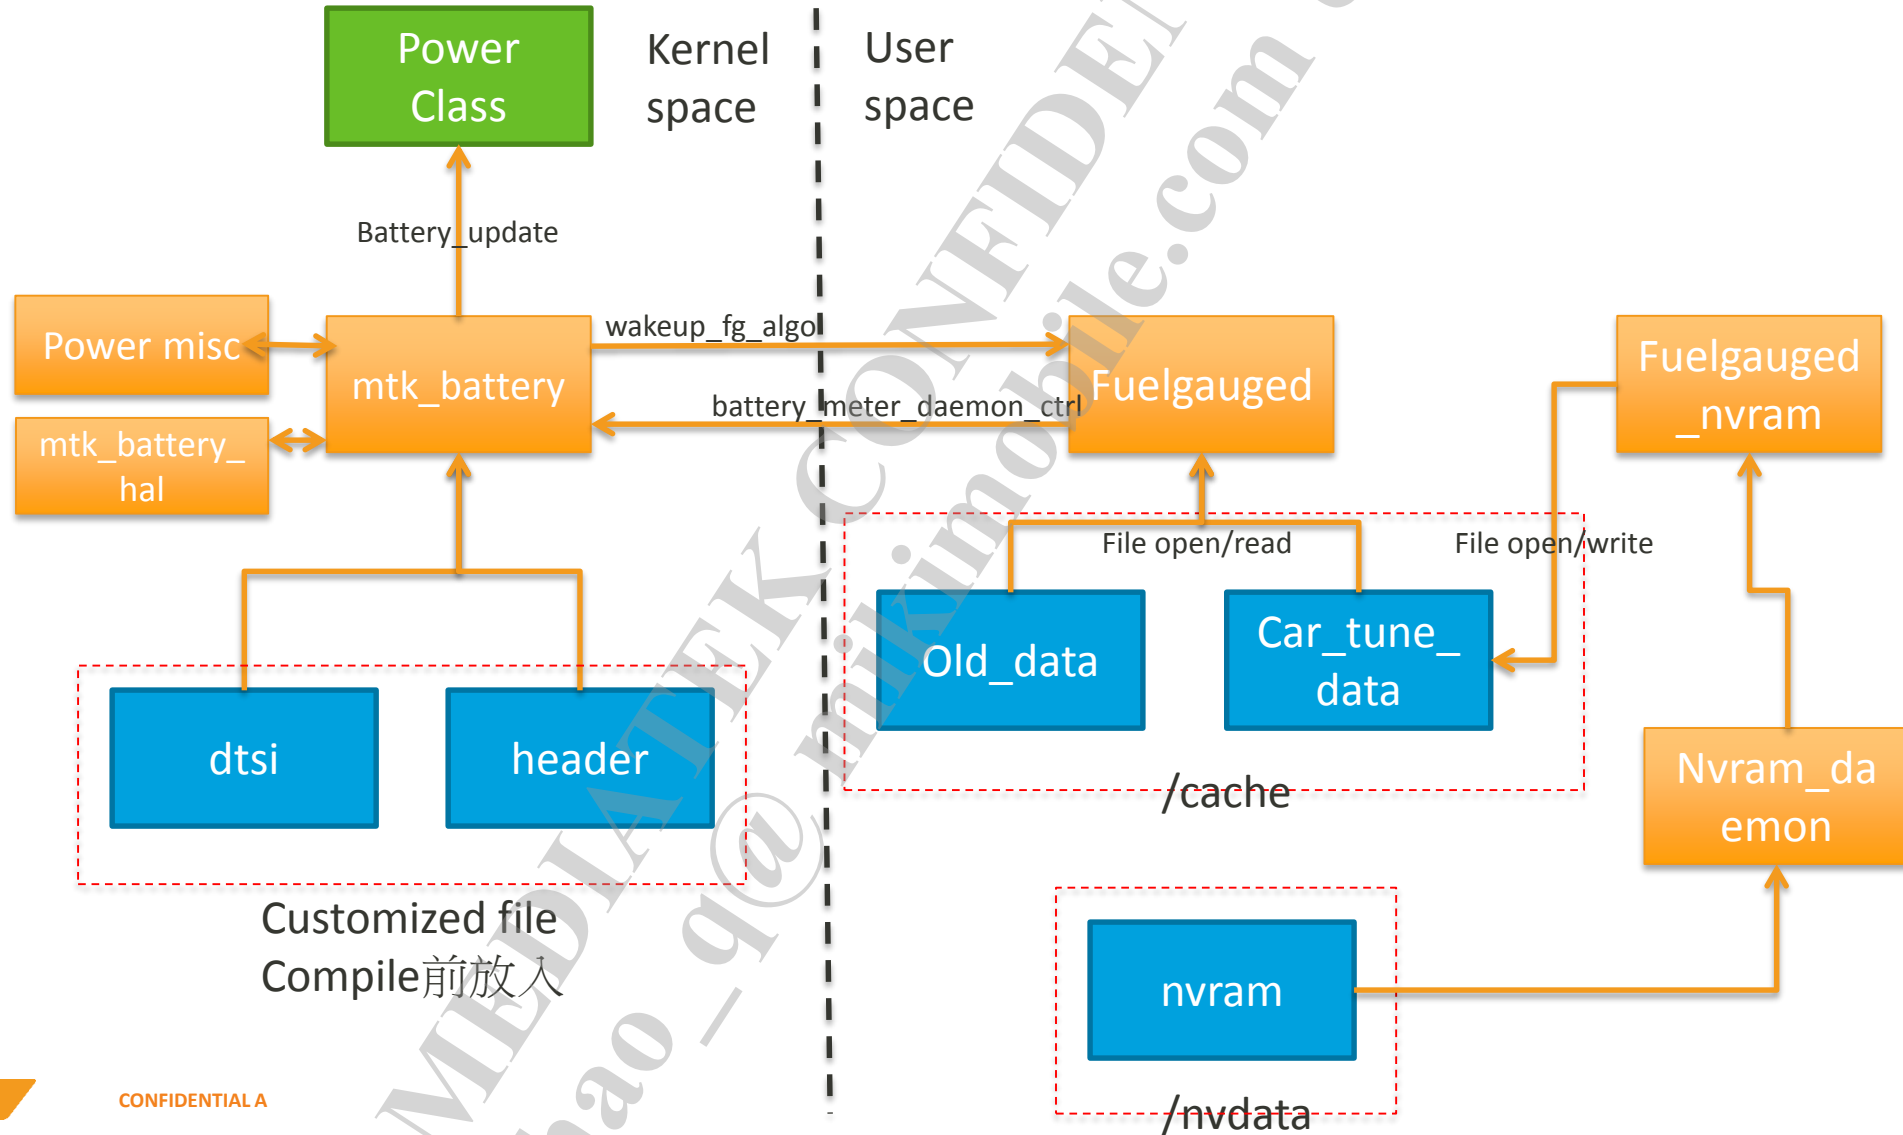 Power
Class
Kernel
space
User
space
Battery_update
Power misc
mtk_battery
wakeup_fg_algo
battery_meter_daemon_ctrl
Fuelgauged
Fuelgauged
_nvram
mtk_battery_
hal
File open/read
File open/write
Old_data
Car_tune_
data
/cache
dtsi
header
Customized file
Compile前放入
Nvram_da
emon
nvram
/nvdata
CONFIDENTIAL A
MEDIATEK CONFIDEN
hao_q@mikimobile.com